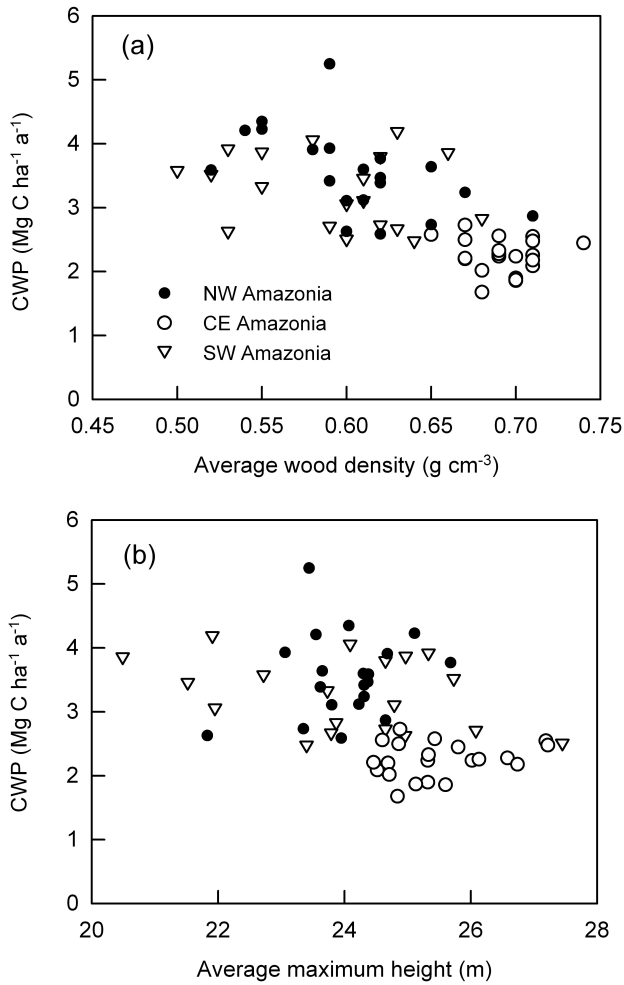 (a)
6
5
4
3
2
1
0
CWP (Mg C ha-1 a-1)
NW Amazonia
CE Amazonia
SW Amazonia
0.45 0.50 0.55 0.60 0.65 0.70 0.75
Average wood density (g cm-3)
(b)
6
5
4
3
2
1
0
CWP (Mg C ha-1 a-1)
20 22 24 26 28
Average maximum height (m)